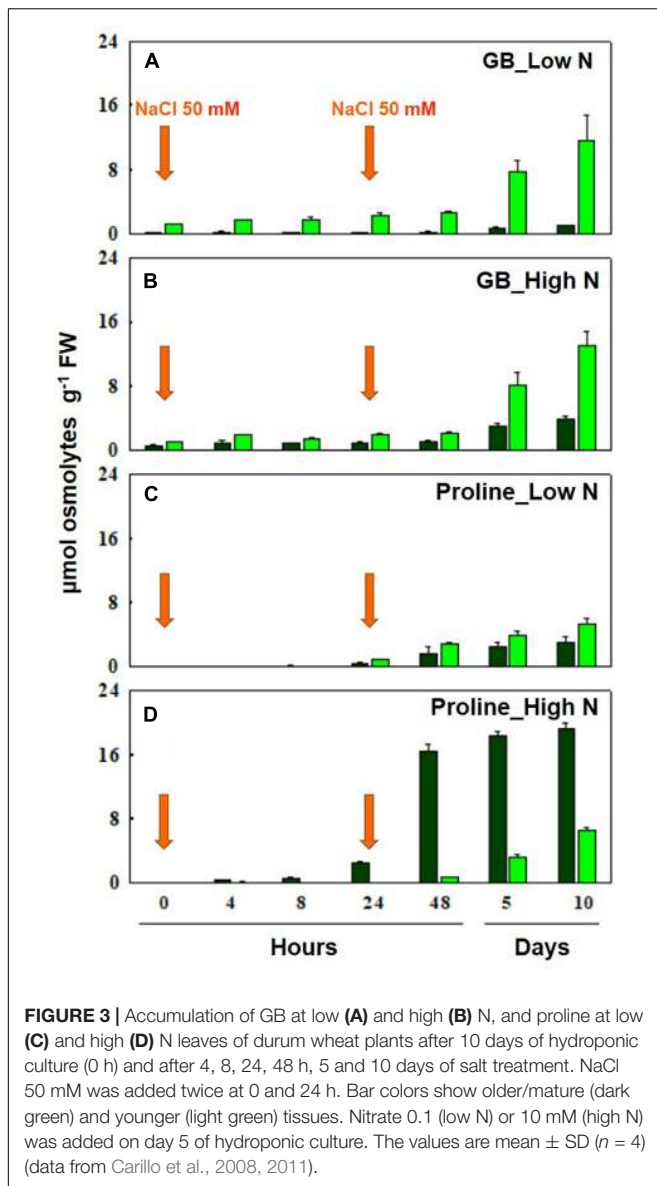 24
16
8
0
A
GB_Low N
NaCl 50 mM
NaCl 50 mM
24
16
8
0
B
GB_High N
24
16
8
0
C
Proline_Low N
24
16
8
0
D
Proline_High N
µmol osmolytes g-1 FW
0 4 8 24 48 5 10
Hours Days
FIGURE 3 | Accumulation of GB at low (A) and high (B) N, and proline at low
(C) and high (D) N leaves of durum wheat plants after 10 days of hydroponic
culture (0 h) and after 4, 8, 24, 48 h, 5 and 10 days of salt treatment. NaCl
50 mM was added twice at 0 and 24 h. Bar colors show older/mature (dark
green) and younger (light green) tissues. Nitrate 0.1 (low N) or 10 mM (high N)
was added on day 5 of hydroponic culture. The values are mean ± SD (n = 4)
(data from Carillo et al., 2008, 2011).